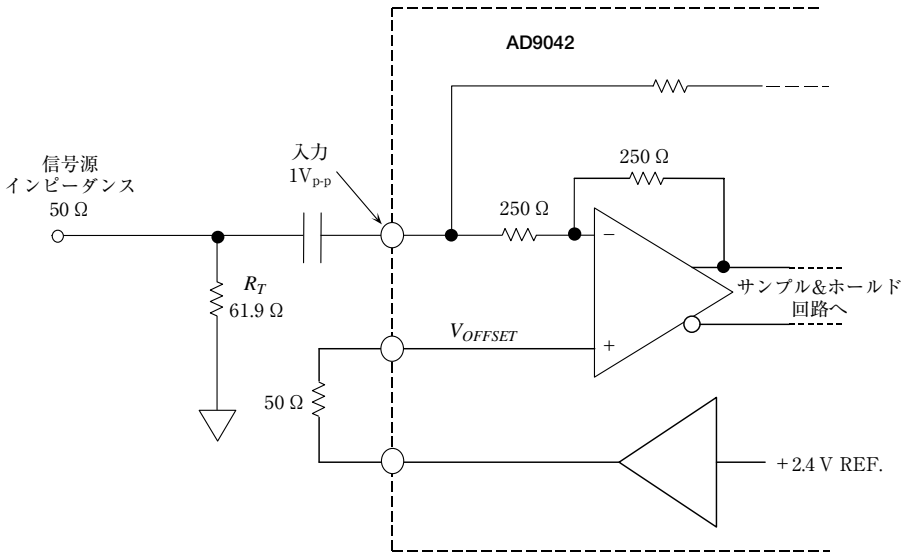 AD9042
信号源
インピーダンス
50 Ω
入力
1Vp-p
250 Ω
250 Ω
RT
61.9 Ω
−
+
サンプル&ホールド
回路へ
VOFFSET
50 Ω
+2.4 V REF.